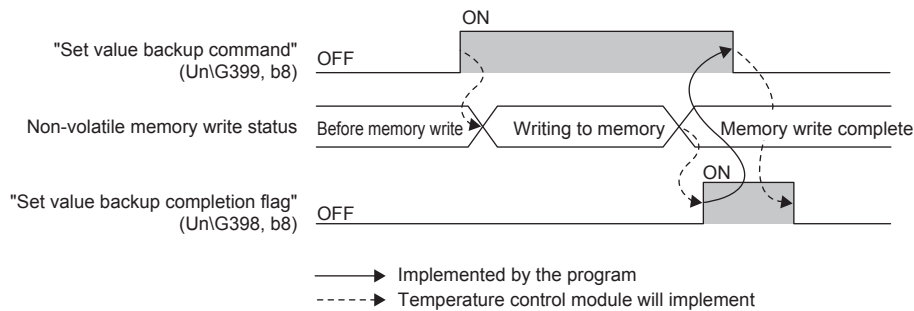 ON
"Set value backup command"
(Un\G399, b8)
OFF
Non-volatile memory write status
Before memory write
Writing to memory
Memory write complete
ON
"Set value backup completion flag"
(Un\G398, b8)
OFF
Implemented by the program
Temperature control module will implement